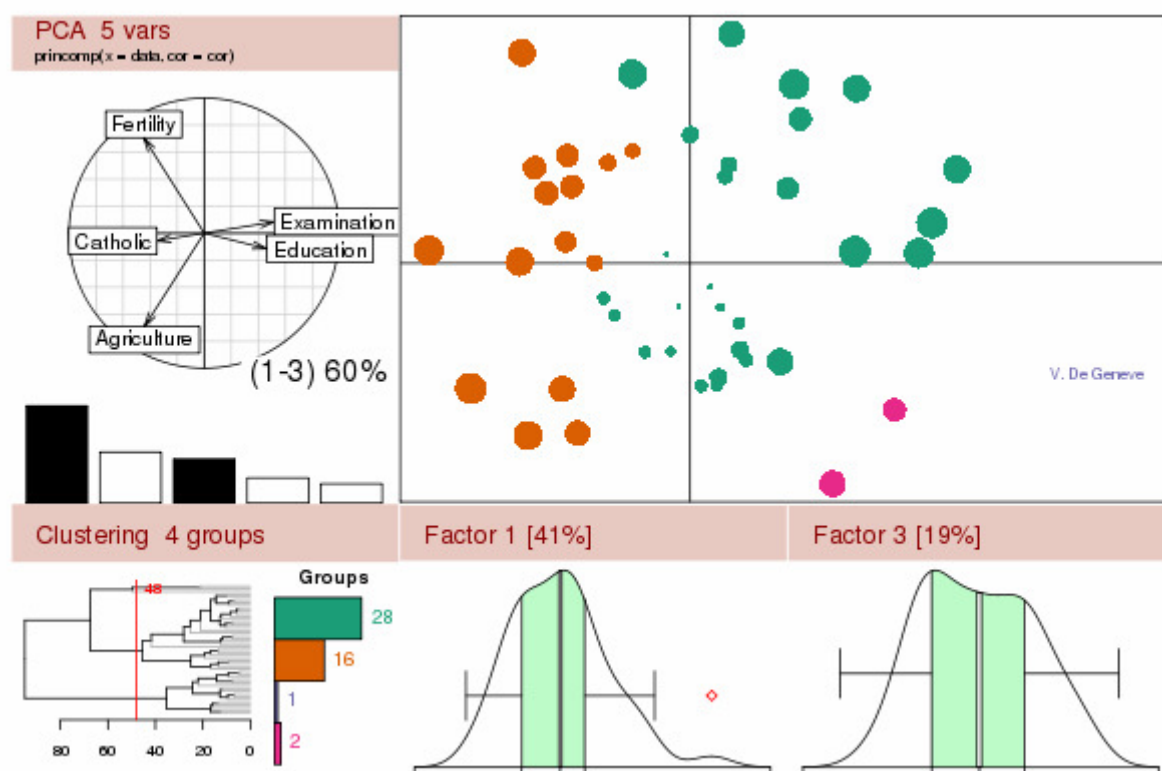 PCA 5 vars
princomp(x = data, cor = cor)
Fertility
Examination
Catholic
Education
Agriculture
(1-3) 60%
V. De Geneve
Clustering 4 groups
Factor 1 [41%]
Factor 3 [19%]
48
Groups
28
16
1
2
80 60 40 20 0